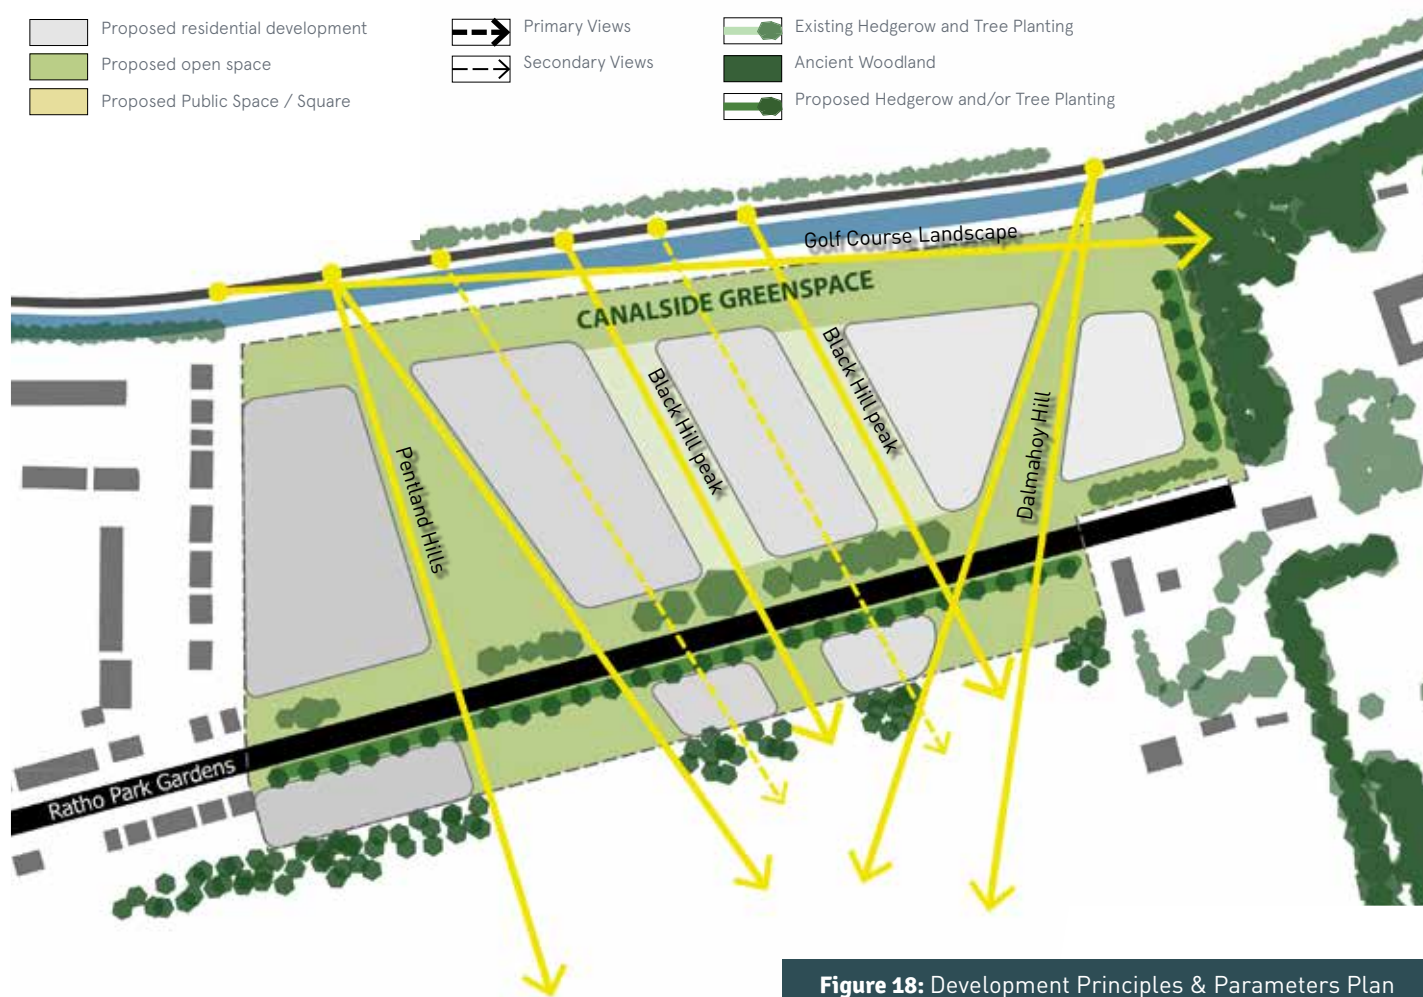 Proposed residential development
Proposed open space
Proposed Public Space / Square
Primary Views
Secondary Views
Existing Hedgerow and Tree Planting
Ancient Woodland
Proposed Hedgerow and/or Tree Planting
Golf Course Landscape
CANALSIDE GREENSPACE
Black Hill peak
Black Hill peak
Dalmahoy Hill
Pentland Hills
Ratho Park Gardens
Figure 18: Development Principles & Parameters Plan